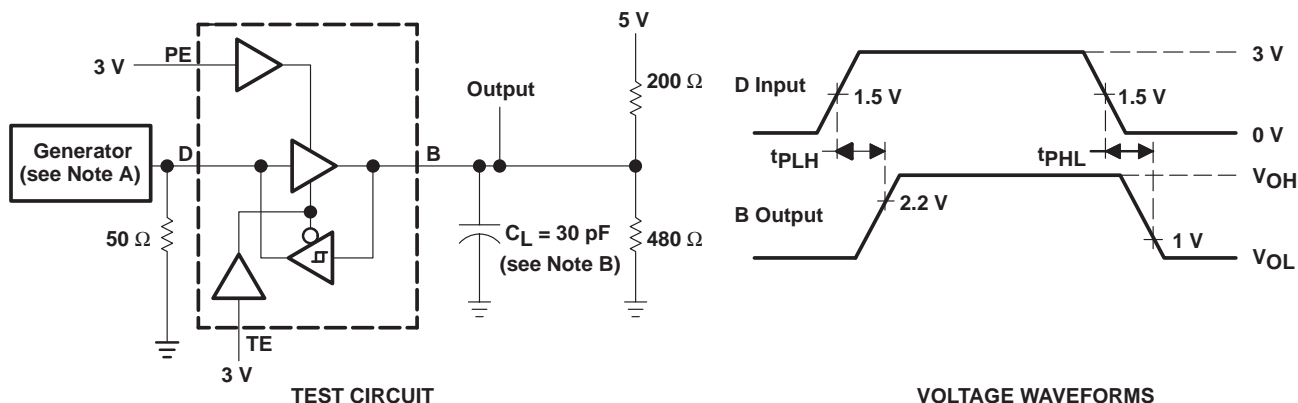 5 V
PE
3 V
200 Ω
Output
Generator
(see Note A)
D
B
50 Ω
CL = 30 pF
(see Note B)
480 Ω
TE
3 V
TEST CIRCUIT
3 V
D Input
1.5 V
1.5 V
0 V
tPLH
tPHL
VOH
2.2 V
B Output
1 V
VOL
VOLTAGE WAVEFORMS